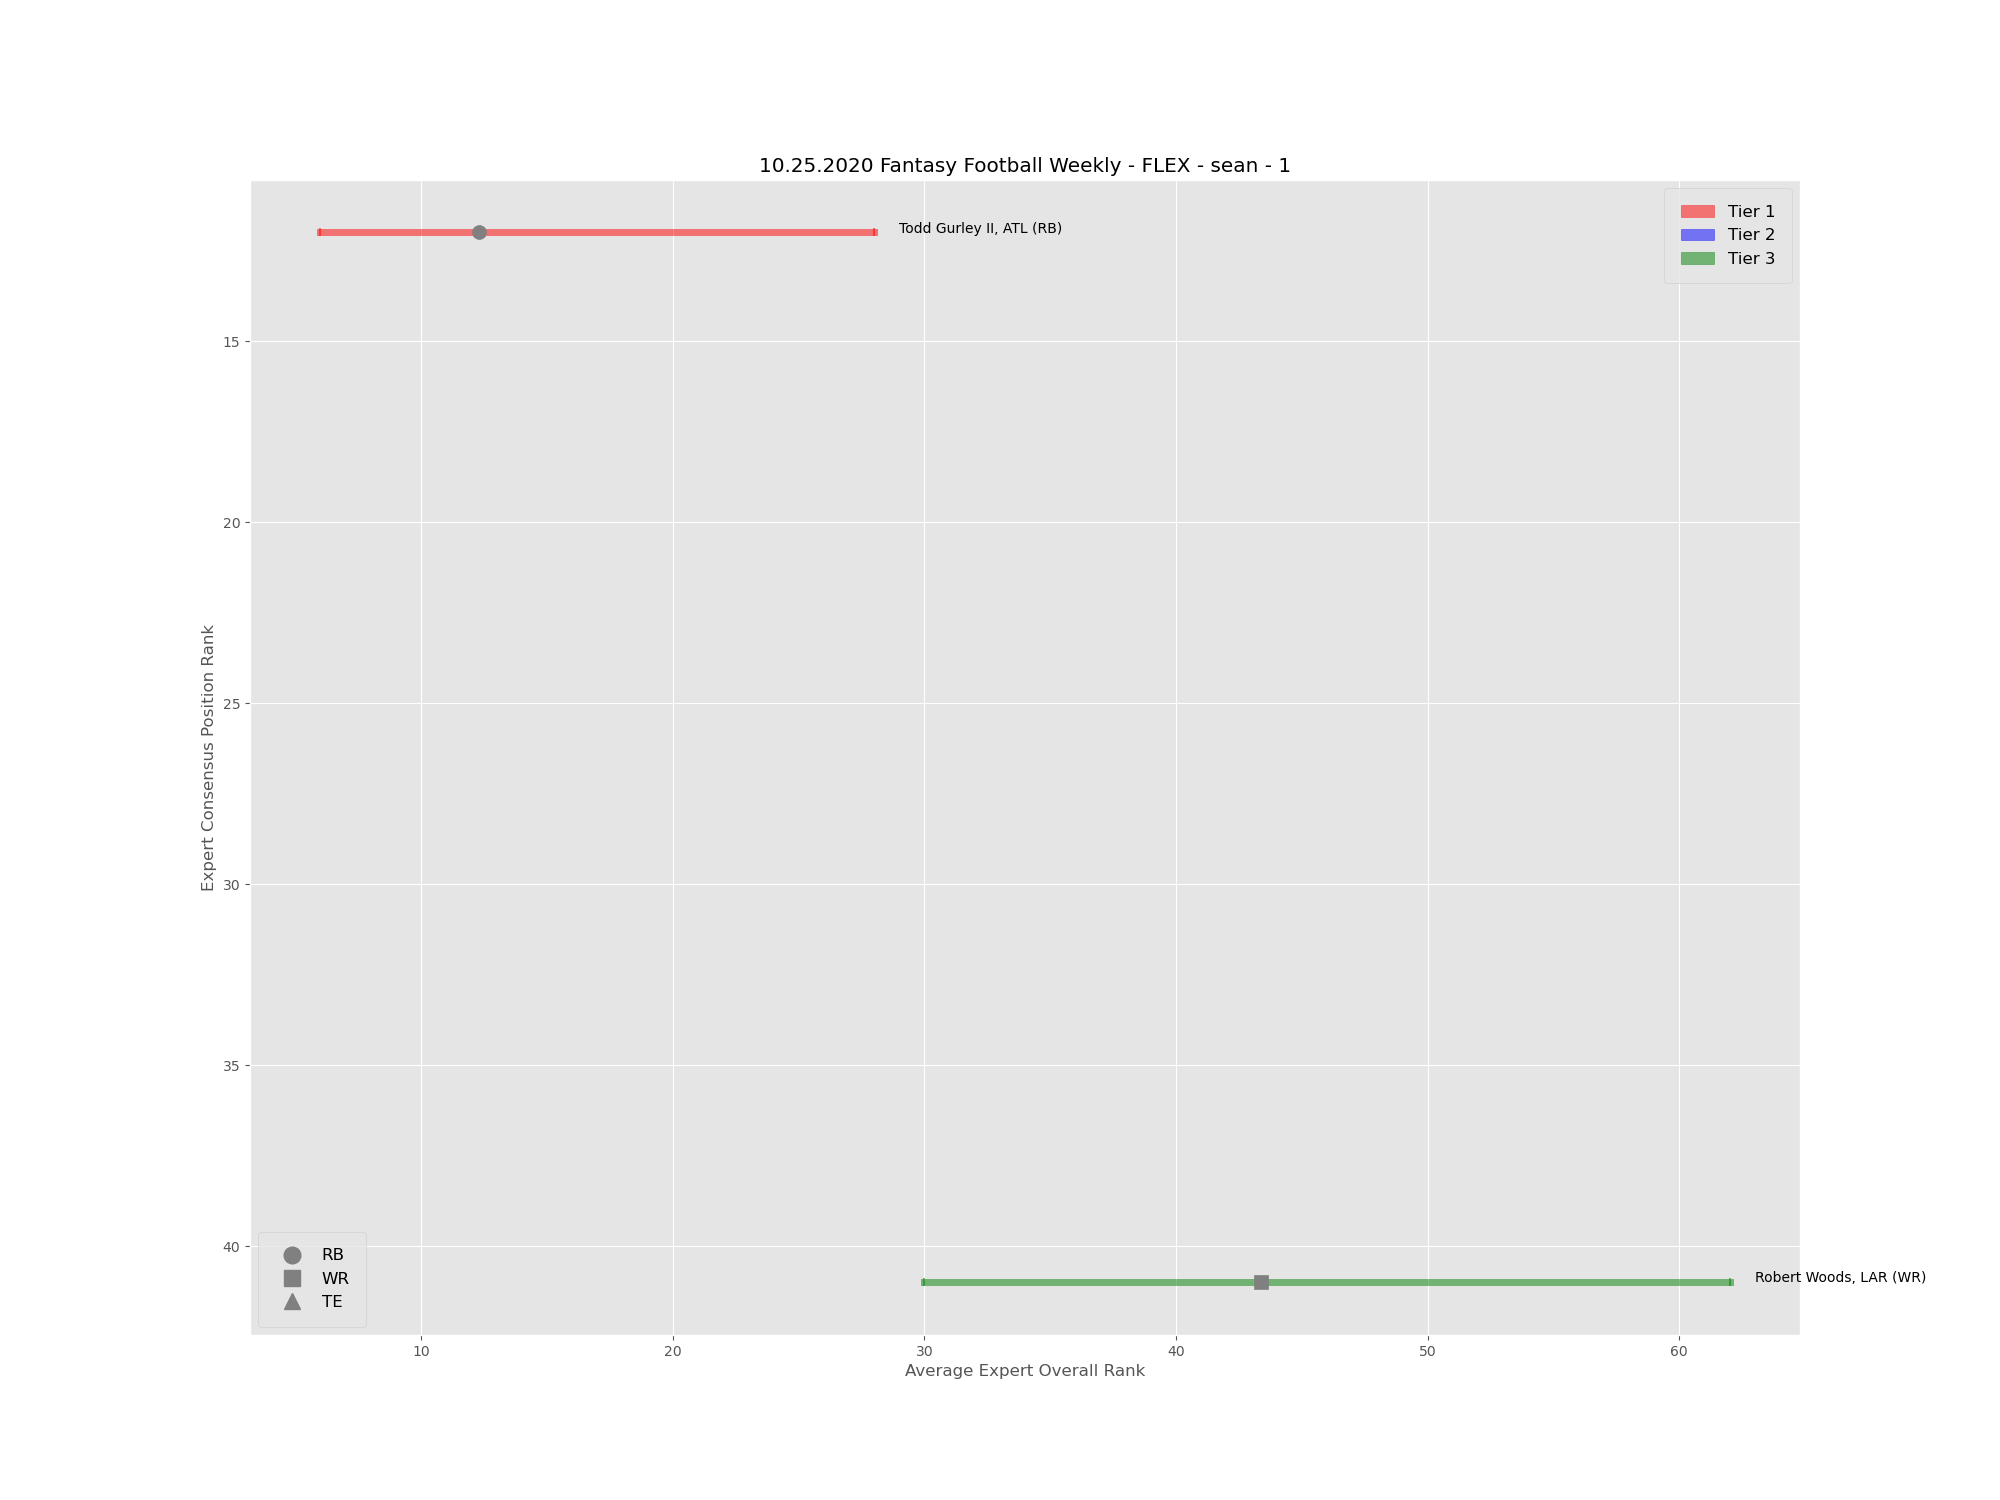 10.25.2020 Fantasy Football Weekly - FLEX - sean - 1
Todd Gurley II, ATL (RB)
Tier 1
Tier 2
Tier 3
15
20
25
30
35
40
Expert Consensus Position Rank
RB
WR
TE
Robert Woods, LAR (WR)
10 20 30 40 50 60
Average Expert Overall Rank